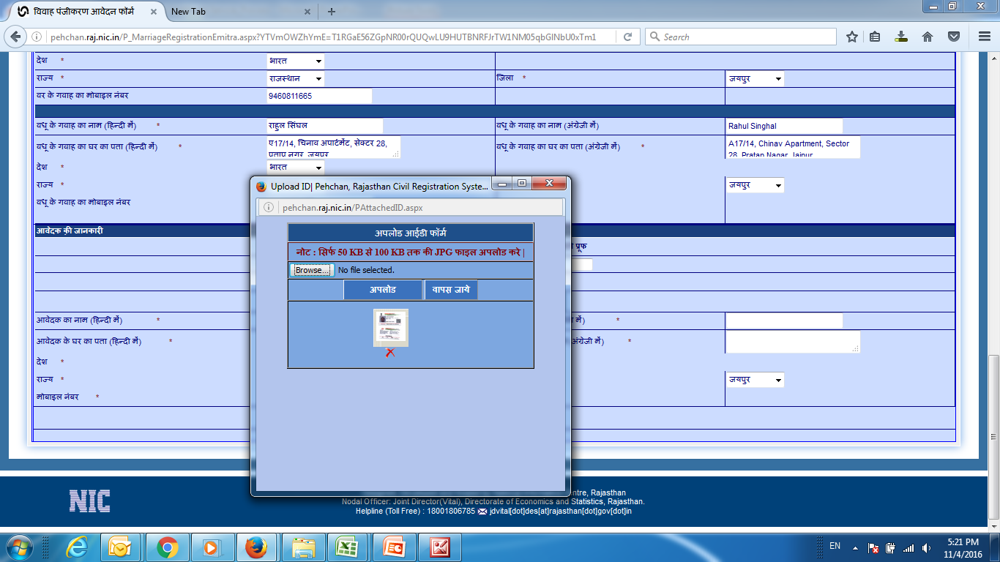 विवाह पंजीकरण आवेदन फॉर्म
New Tab
pehchan.raj.nic.in/P_MarriageRegistrationEmitra.aspx?YTVmOWZhYmE=T1RGaE56ZGpNR00rQUQwLU9HUTBNRFJrTW1NM05qbGlNbU0xTm1
Search
देश * भारत
राज्य * राजस्थान जिला * जयपुर
वर के गवाह का मोबाइल नंबर 9460811665
वधू के गवाह का नाम (हिन्दी में) * राहुल सिंघल वधू के गवाह का नाम (अंग्रेजी में) Rahul Singhal
वधू के गवाह का घर का पता (हिन्दी में) * ए17/14, चिनाव अपार्टमेंट, सेक्टर 28, वधू के गवाह का घर का पता (अंग्रेजी में) * A17/14, Chinav Apartment, Sector
प्रताप नगर, जयपुर 28, Pratap Nagar, Jaipur
देश * भारत
राज्य * जयपुर
वधू के गवाह का मोबाइल नंबर
Upload ID| Pehchan, Rajasthan Civil Registration Syste...
pehchan.raj.nic.in/PAttachedID.aspx
अपलोड आईडी फॉर्म
नोट : सिर्फ 50 KB से 100 KB तक की JPG फाइल अपलोड करे |
Browse... No file selected.
अपलोड वापस जाये
आवेदक की जानकारी
प्रूफ
आवेदक का नाम (हिन्दी में) * में) *
आवेदक के घर का पता (हिन्दी में) * अंग्रेजी में) *
देश *
राज्य * जयपुर
मोबाइल नंबर *
NIC
ntre, Rajasthan
Nodal Officer: Joint Director(Vital), Directorate of Economics and Statistics, Rajasthan.
Helpline (Toll Free) : 18001806785 jdvital[dot]des[at]rajasthan[dot]gov[dot]in
EN
5:21 PM
11/4/2016